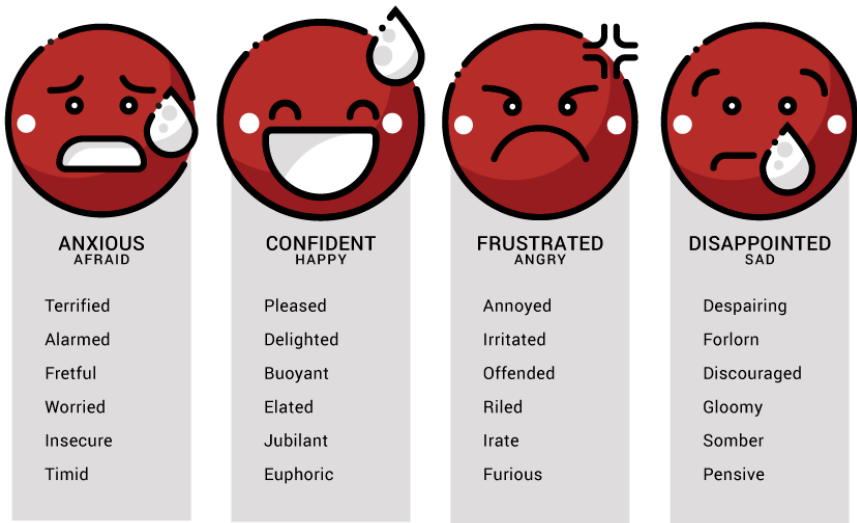 ANXIOUS
AFRAID
Terrified
Alarmed
Fretful
Worried
Insecure
Timid
CONFIDENT
HAPPY
Pleased
Delighted
Buoyant
Elated
Jubilant
Euphoric
FRUSTRATED
ANGRY
Annoyed
Irritated
Offended
Riled
Irate
Furious
DISAPPOINTED
SAD
Despairing
Forlorn
Discouraged
Gloomy
Somber
Pensive